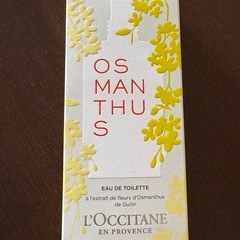 OS
MAN
THU
S
EAU DE TOILETTE
à l'extrait de fleurs d'Osmanthus
de Guilin
L'OCCITANE
EN PROVENCE